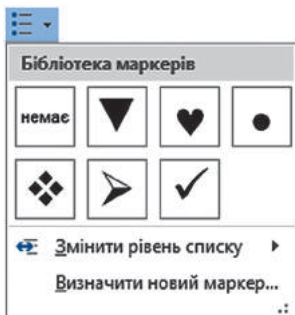 Бібліотека маркерів
немає
Змінити рівень списку
Визначити новий маркер...